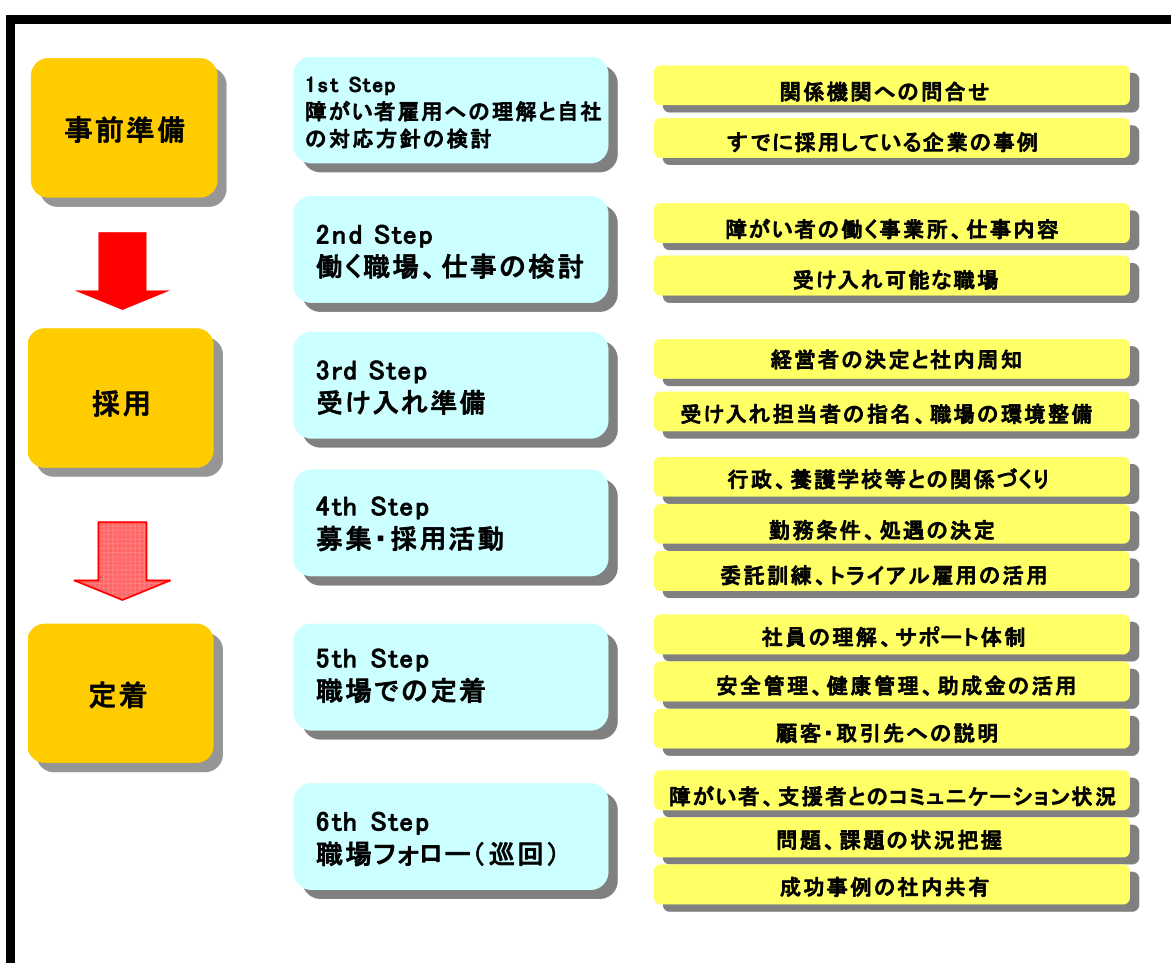 事前準備
1st Step
障がい者雇用への理解と自社
の対応方針の検討
関係機関への問合せ
すでに採用している企業の事例
2nd Step
働く職場、仕事の検討
障がい者の働く事業所、仕事内容
受け入れ可能な職場
採用
3rd Step
受け入れ準備
経営者の決定と社内周知
受け入れ担当者の指名、職場の環境整備
4th Step
募集・採用活動
行政、養護学校等との関係づくり
勤務条件、処遇の決定
委託訓練、トライアル雇用の活用
定着
5th Step
職場での定着
社員の理解、サポート体制
安全管理、健康管理、助成金の活用
顧客・取引先への説明
6th Step
職場フォロー（巡回）
障がい者、支援者とのコミュニケーション状況
問題、課題の状況把握
成功事例の社内共有